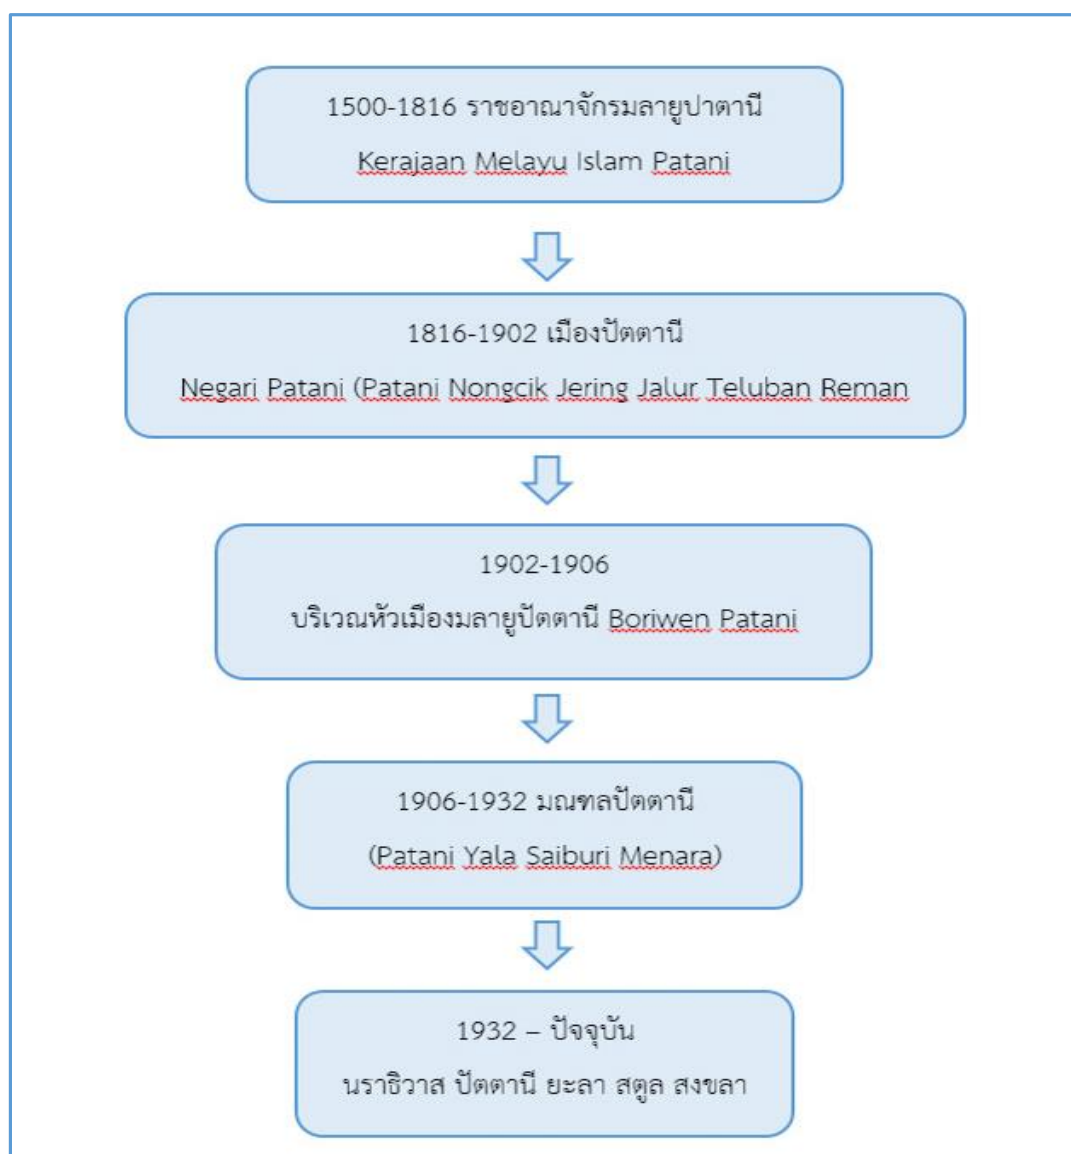 1500-1816 ราชอาณาจักรมลายูปาตานี
Kerajaan Melayu Islam Patani
1816-1902 เมืองปัตตานี
Negari Patani (Patani Nongcik Jering Jalur Teluban Reman
1902-1906
บริเวณหัวเมืองมลายูปัตตานี Boriwen Patani
1906-1932 มณฑลปัตตานี
(Patani Yala Saiburi Menara)
1932 – ปัจจุบัน
นราธิวาส ปัตตานี ยะลา สตูล สงขลา